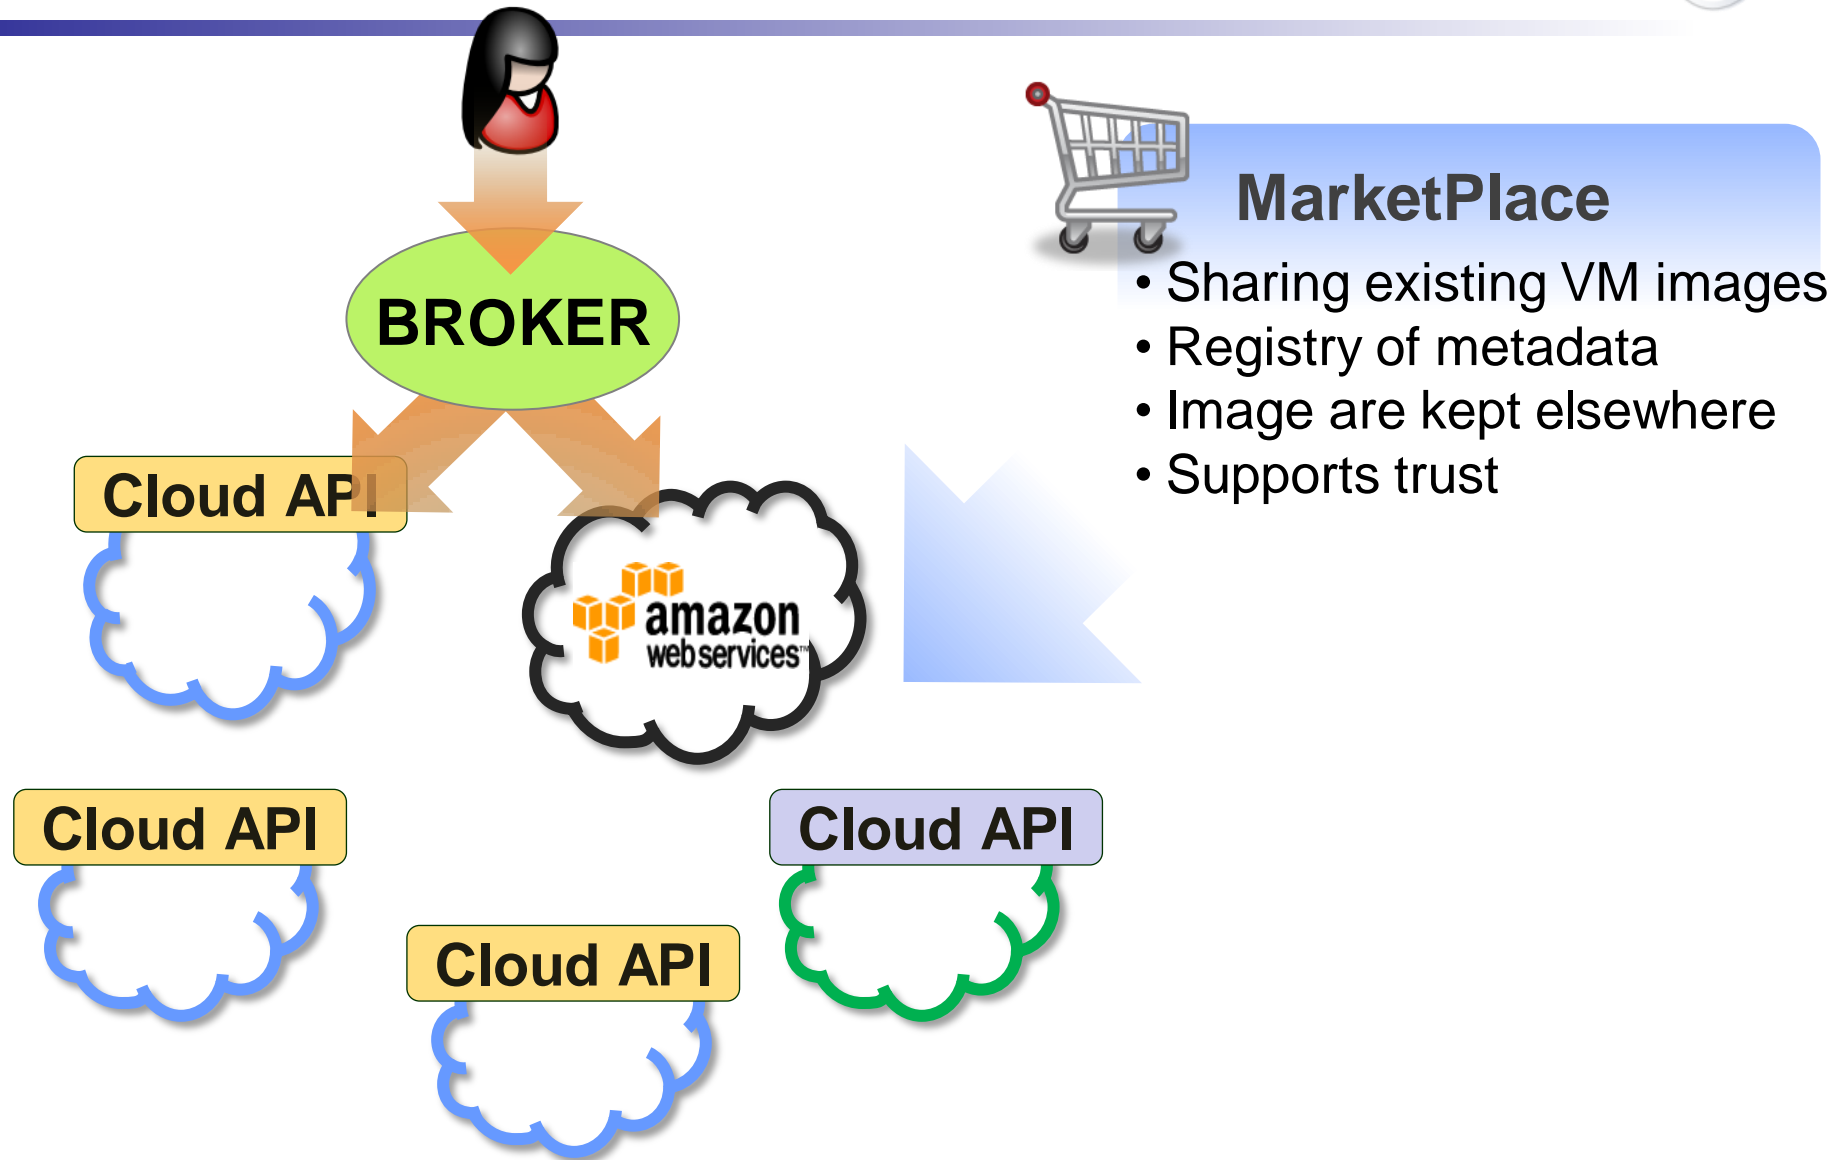 MarketPlace
• Sharing existing VM images
• Registry of metadata
• Image are kept elsewhere
• Supports trust
BROKER
Cloud API
amazon
webservices™
Cloud API
Cloud API
Cloud API